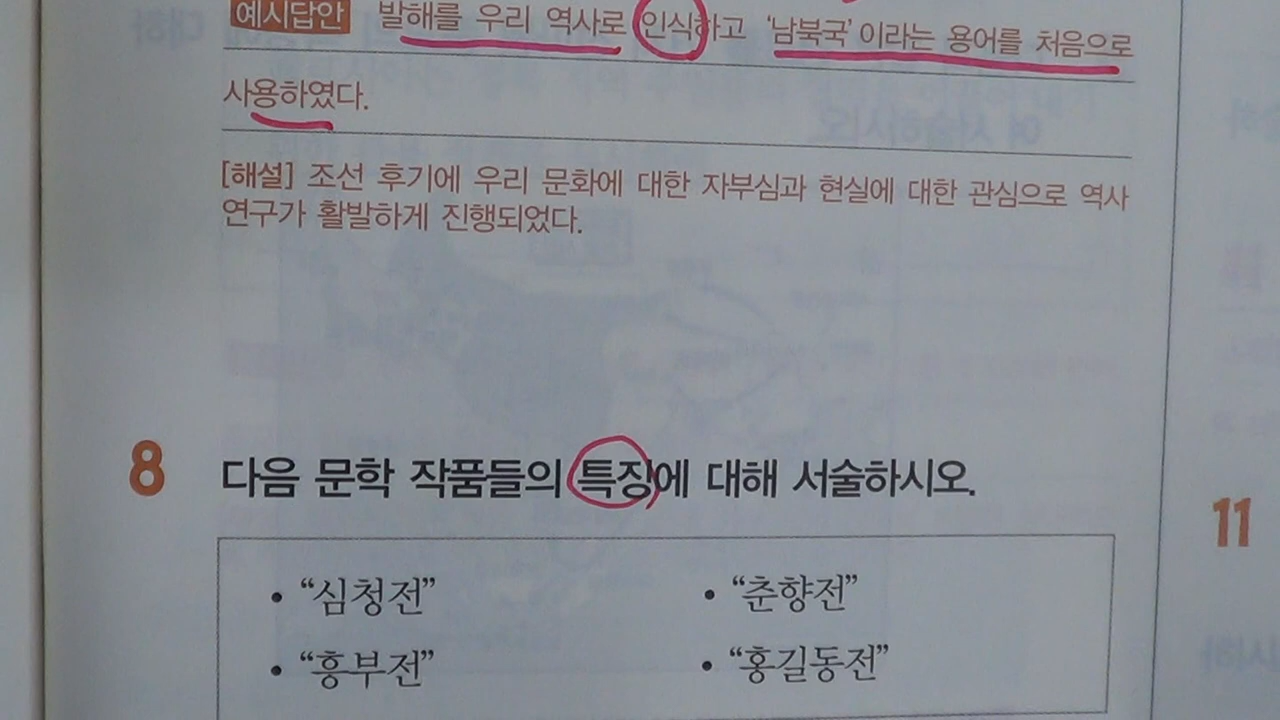 예시답안 발해를 우리 역사로 인식하고 '남북국'이라는 용어를 처음으로
사용하였다.
[해설] 조선 후기에 우리 문화에 대한 자부심과 현실에 대한 관심으로 역사
연구가 활발하게 진행되었다.
8 다음 문학 작품들의 특징에 대해 서술하시오.
• “심청전” • “춘향전”
• “흥부전” • “홍길동전”
11